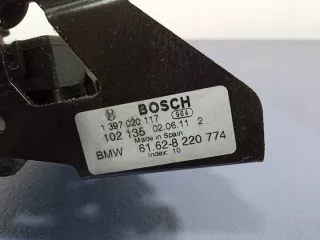 BOSCH
1 397 020 117 984
102 135 02.06.11 2
Made in Spain
BMW 61.62-8 220 774
Index: 10